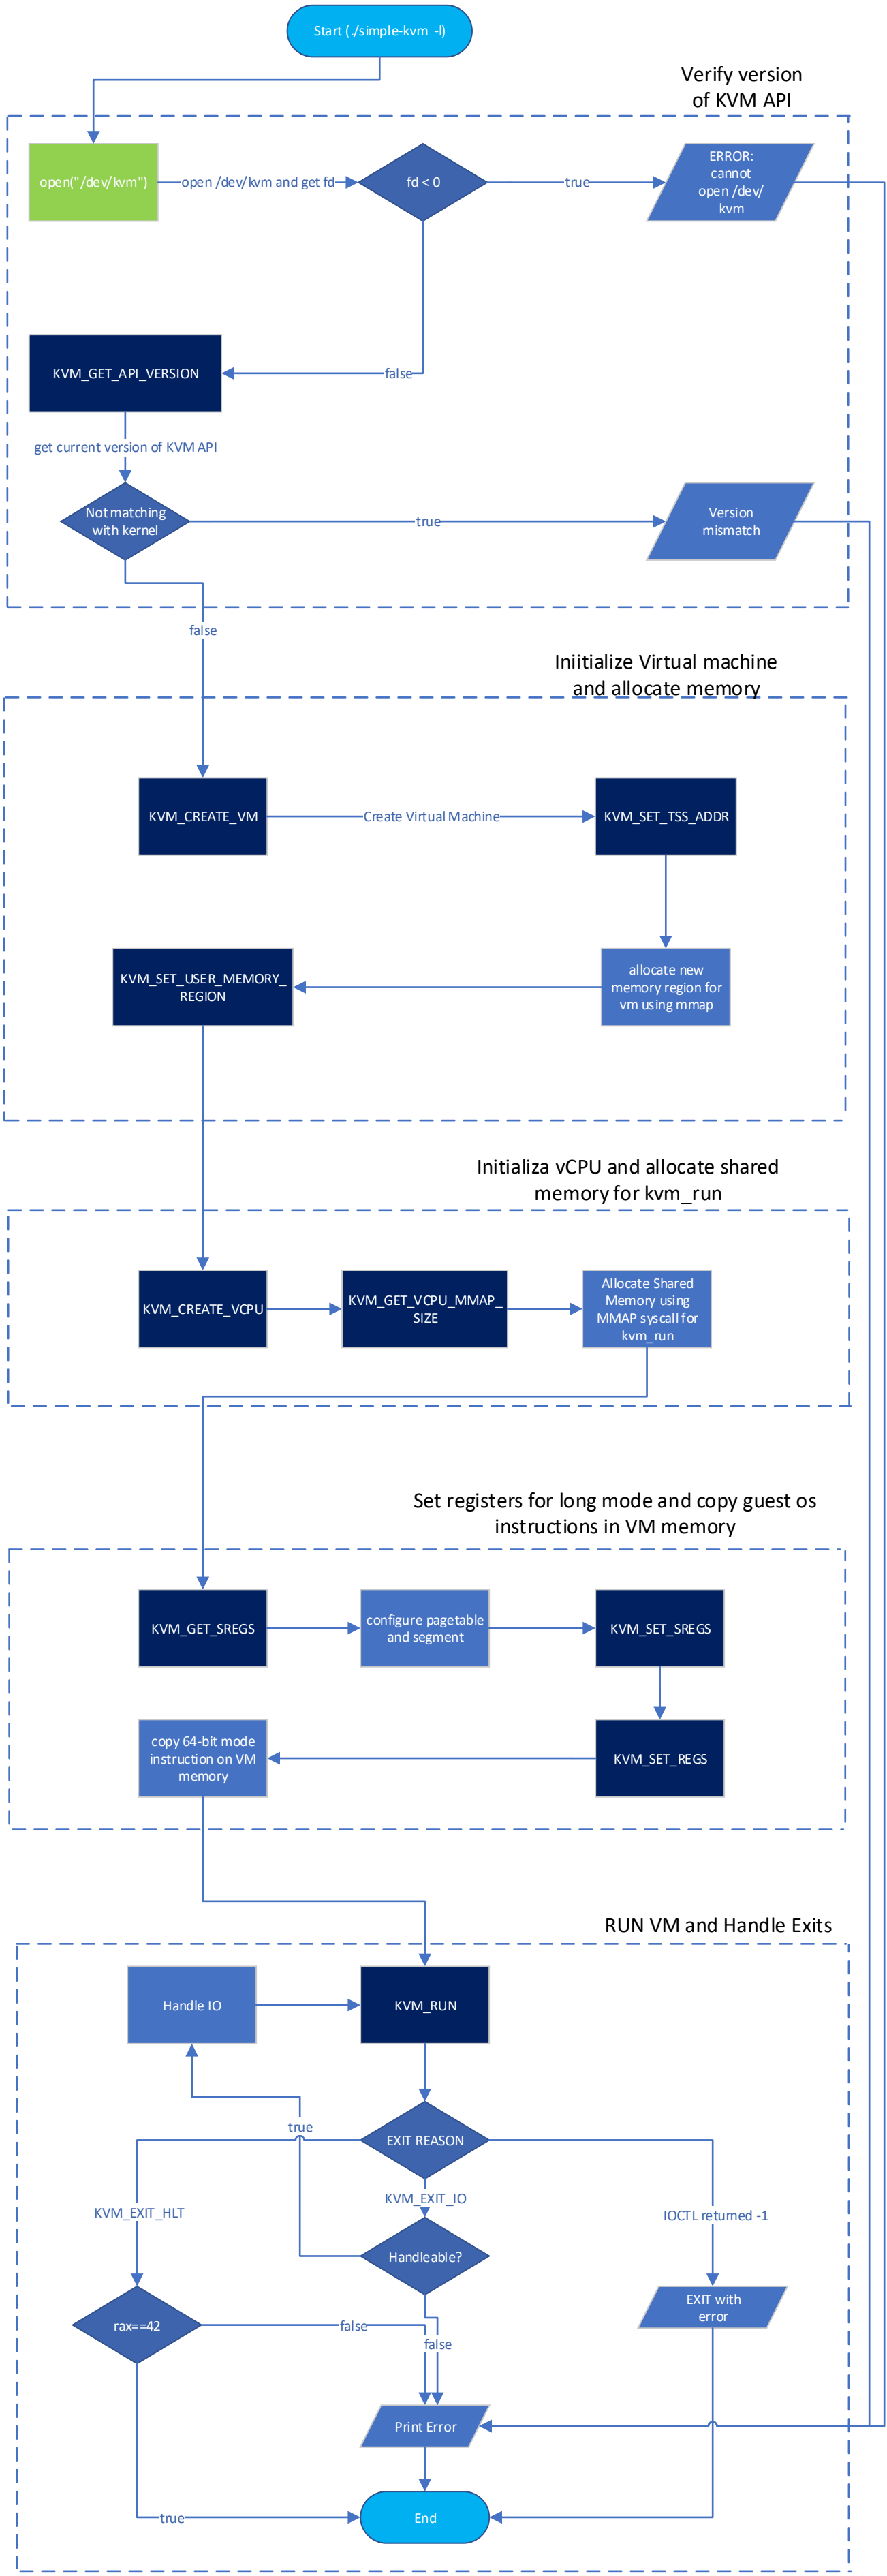 Start (./simple-kvm -l)
Verify version
of KVM API
open("/dev/kvm")
open /dev/kvm and get fd
fd < 0
true
ERROR:
cannot
open /dev/
kvm
KVM_GET_API_VERSION
false
get current version of KVM API
Not matching
with kernel
true
Version
mismatch
false
Iniitialize Virtual machine
and allocate memory
KVM_CREATE_VM
Create Virtual Machine
KVM_SET_TSS_ADDR
KVM_SET_USER_MEMORY_
REGION
allocate new
memory region for
vm using mmap
Initializa vCPU and allocate shared
memory for kvm_run
KVM_CREATE_VCPU
KVM_GET_VCPU_MMAP_
SIZE
Allocate Shared
Memory using
MMAP syscall for
kvm_run
Set registers for long mode and copy guest os
instructions in VM memory
KVM_GET_SREGS
configure pagetable
and segment
KVM_SET_SREGS
copy 64-bit mode
instruction on VM
memory
KVM_SET_REGS
RUN VM and Handle Exits
Handle IO
KVM_RUN
true
EXIT REASON
KVM_EXIT_HLT
KVM_EXIT_IO
IOCTL returned -1
Handleable?
rax==42
false
false
EXIT with
error
Print Error
true
End